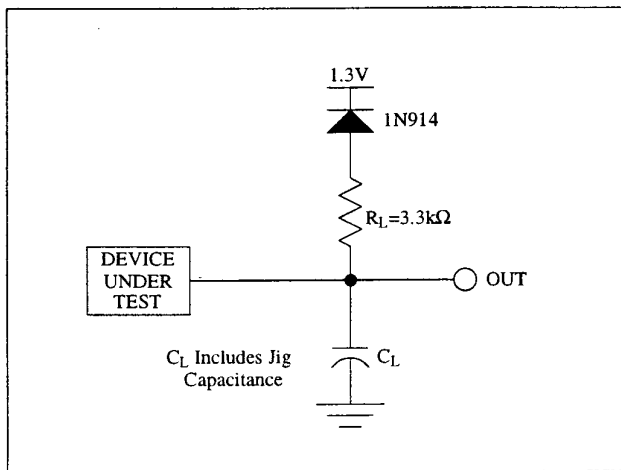 1.3V
1N914
R_L=3.3kΩ
DEVICE
UNDER
TEST
OUT
C_L Includes Jig
Capacitance
C_L